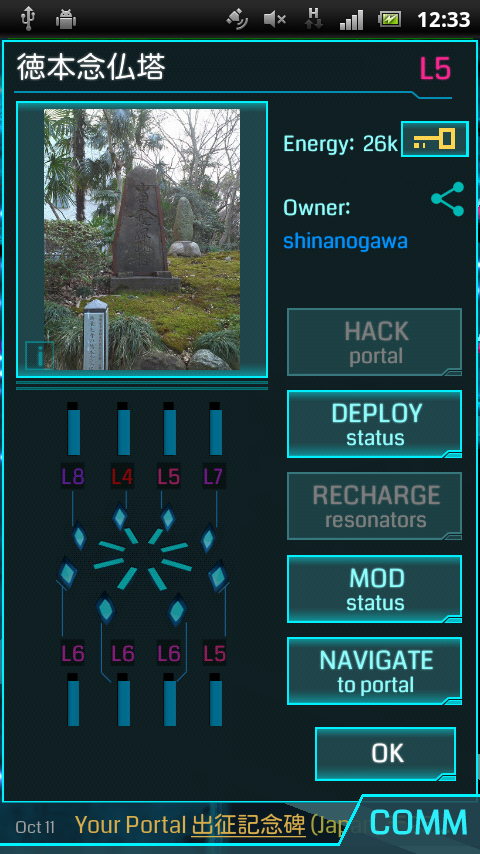 H
12:33
徳本念仏塔
L5
Energy: 26k
Owner:
shinanogawa
i
HACK
portal
DEPLOY
status
L8 L4 L5 L7
RECHARGE
resonators
MOD
status
L6 L6 L6 L5
NAVIGATE
to portal
OK
Oct 11 Your Portal 出征記念碑 (Japa
COMM